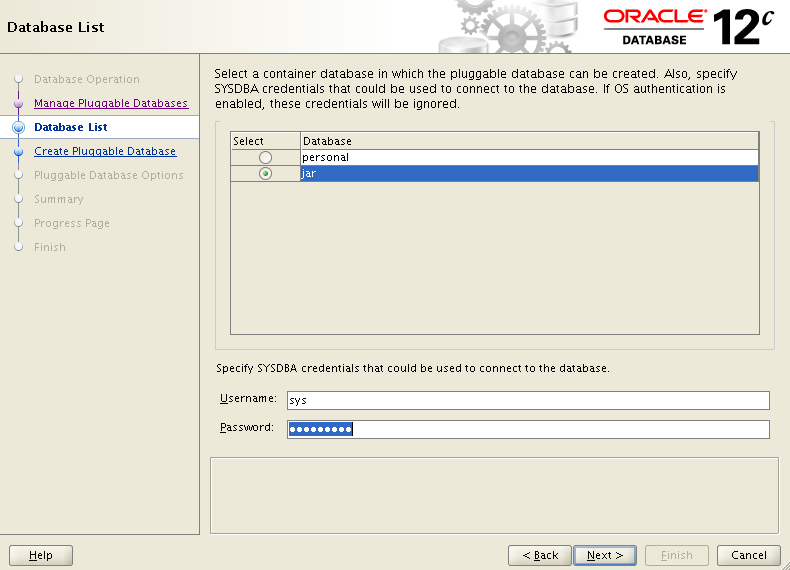 Database List
ORACLE®
DATABASE
12c
Database Operation
Manage Pluggable Databases
Database List
Create Pluggable Database
Pluggable Database Options
Summary
Progress Page
Finish
Select a container database in which the pluggable database can be created. Also, specify
SYSDBA credentials that could be used to connect to the database. If OS authentication is
enabled, these credentials will be ignored.
Select Database
personal
jar
Specify SYSDBA credentials that could be used to connect to the database.
Username: sys
Password: •••••••••
Help < Back Next > Finish Cancel